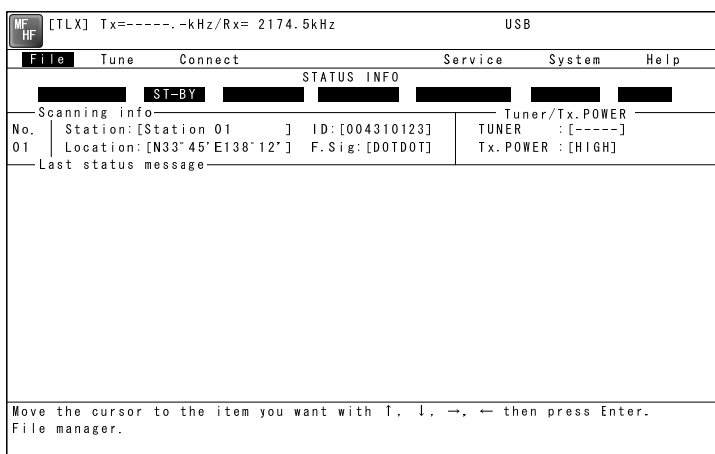 MF HF [TLX] Tx=-----.-kHz/Rx= 2174.5kHz USB
File Tune Connect Service System Help
STATUS INFO
ST-BY
Scanning info Tuner/Tx.POWER
No. Station:[Station 01 ] ID:[004310123] TUNER :[-----]
01 Location:[N33°45'E138°12'] F.Sig:[DOTDOT] Tx.POWER :[HIGH]
Last status message
Move the cursor to the item you want with ↑, ↓, →, ← then press Enter.
File manager.